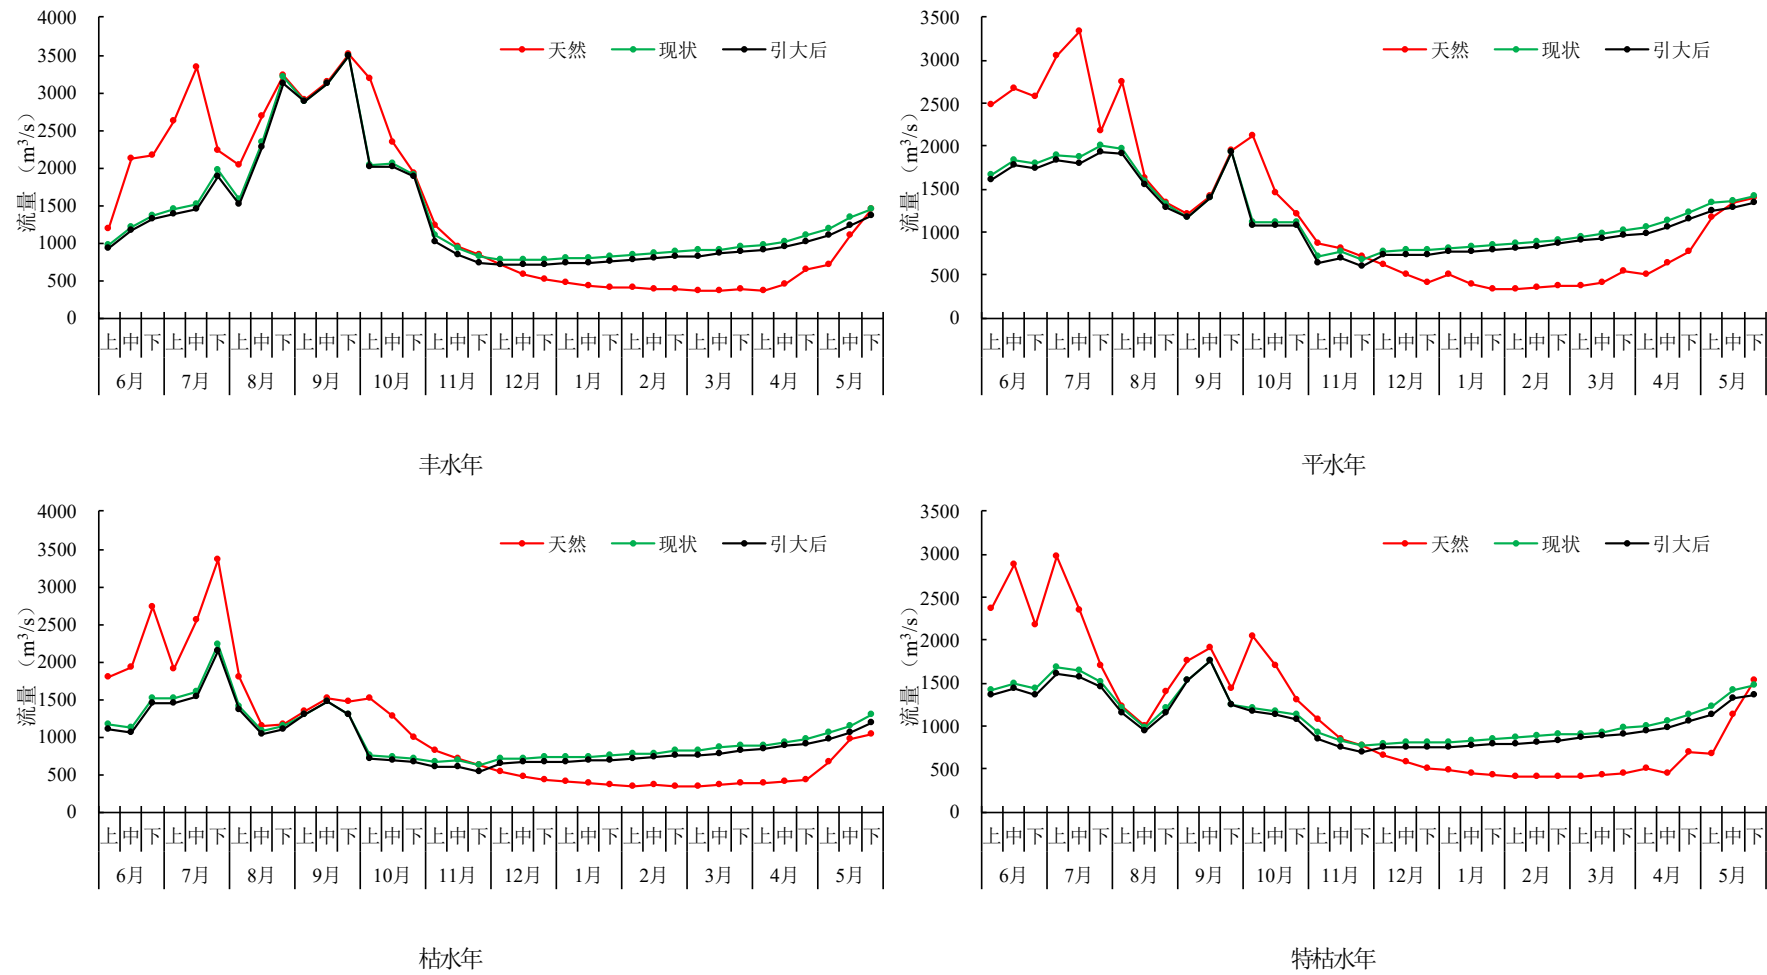 4000
3500
3000
2500
2000
1500
1000
500
0
流量（m³/s）
天然 现状 引大后
上 中 下 上 中 下 上 中 下 上 中 下 上 中 下 上 中 下 上 中 下 上 中 下 上 中 下 上 中 下 上 中 下 上 中 下
6月 7月 8月 9月 10月 11月 12月 1月 2月 3月 4月 5月
丰水年
3500
3000
2500
2000
1500
1000
500
0
流量（m³/s）
天然 现状 引大后
上 中 下 上 中 下 上 中 下 上 中 下 上 中 下 上 中 下 上 中 下 上 中 下 上 中 下 上 中 下 上 中 下 上 中 下
6月 7月 8月 9月 10月 11月 12月 1月 2月 3月 4月 5月
平水年
4000
3500
3000
2500
2000
1500
1000
500
0
流量（m³/s）
天然 现状 引大后
上 中 下 上 中 下 上 中 下 上 中 下 上 中 下 上 中 下 上 中 下 上 中 下 上 中 下 上 中 下 上 中 下 上 中 下
6月 7月 8月 9月 10月 11月 12月 1月 2月 3月 4月 5月
枯水年
3500
3000
2500
2000
1500
1000
500
0
流量（m³/s）
天然 现状 引大后
上 中 下 上 中 下 上 中 下 上 中 下 上 中 下 上 中 下 上 中 下 上 中 下 上 中 下 上 中 下 上 中 下 上 中 下
6月 7月 8月 9月 10月 11月 12月 1月 2月 3月 4月 5月
特枯水年